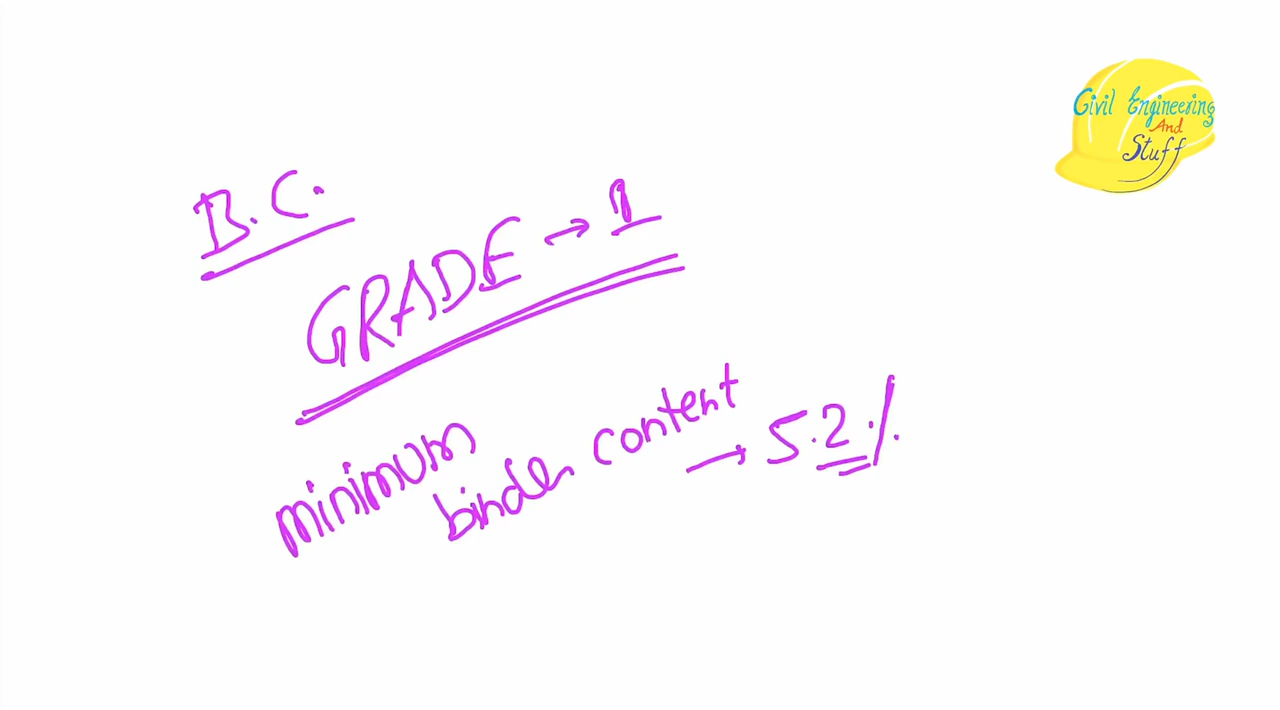 B.C.
GRADE → 1
minimum
binder content
→ 5.2%
Civil Engineering
And
Stuff